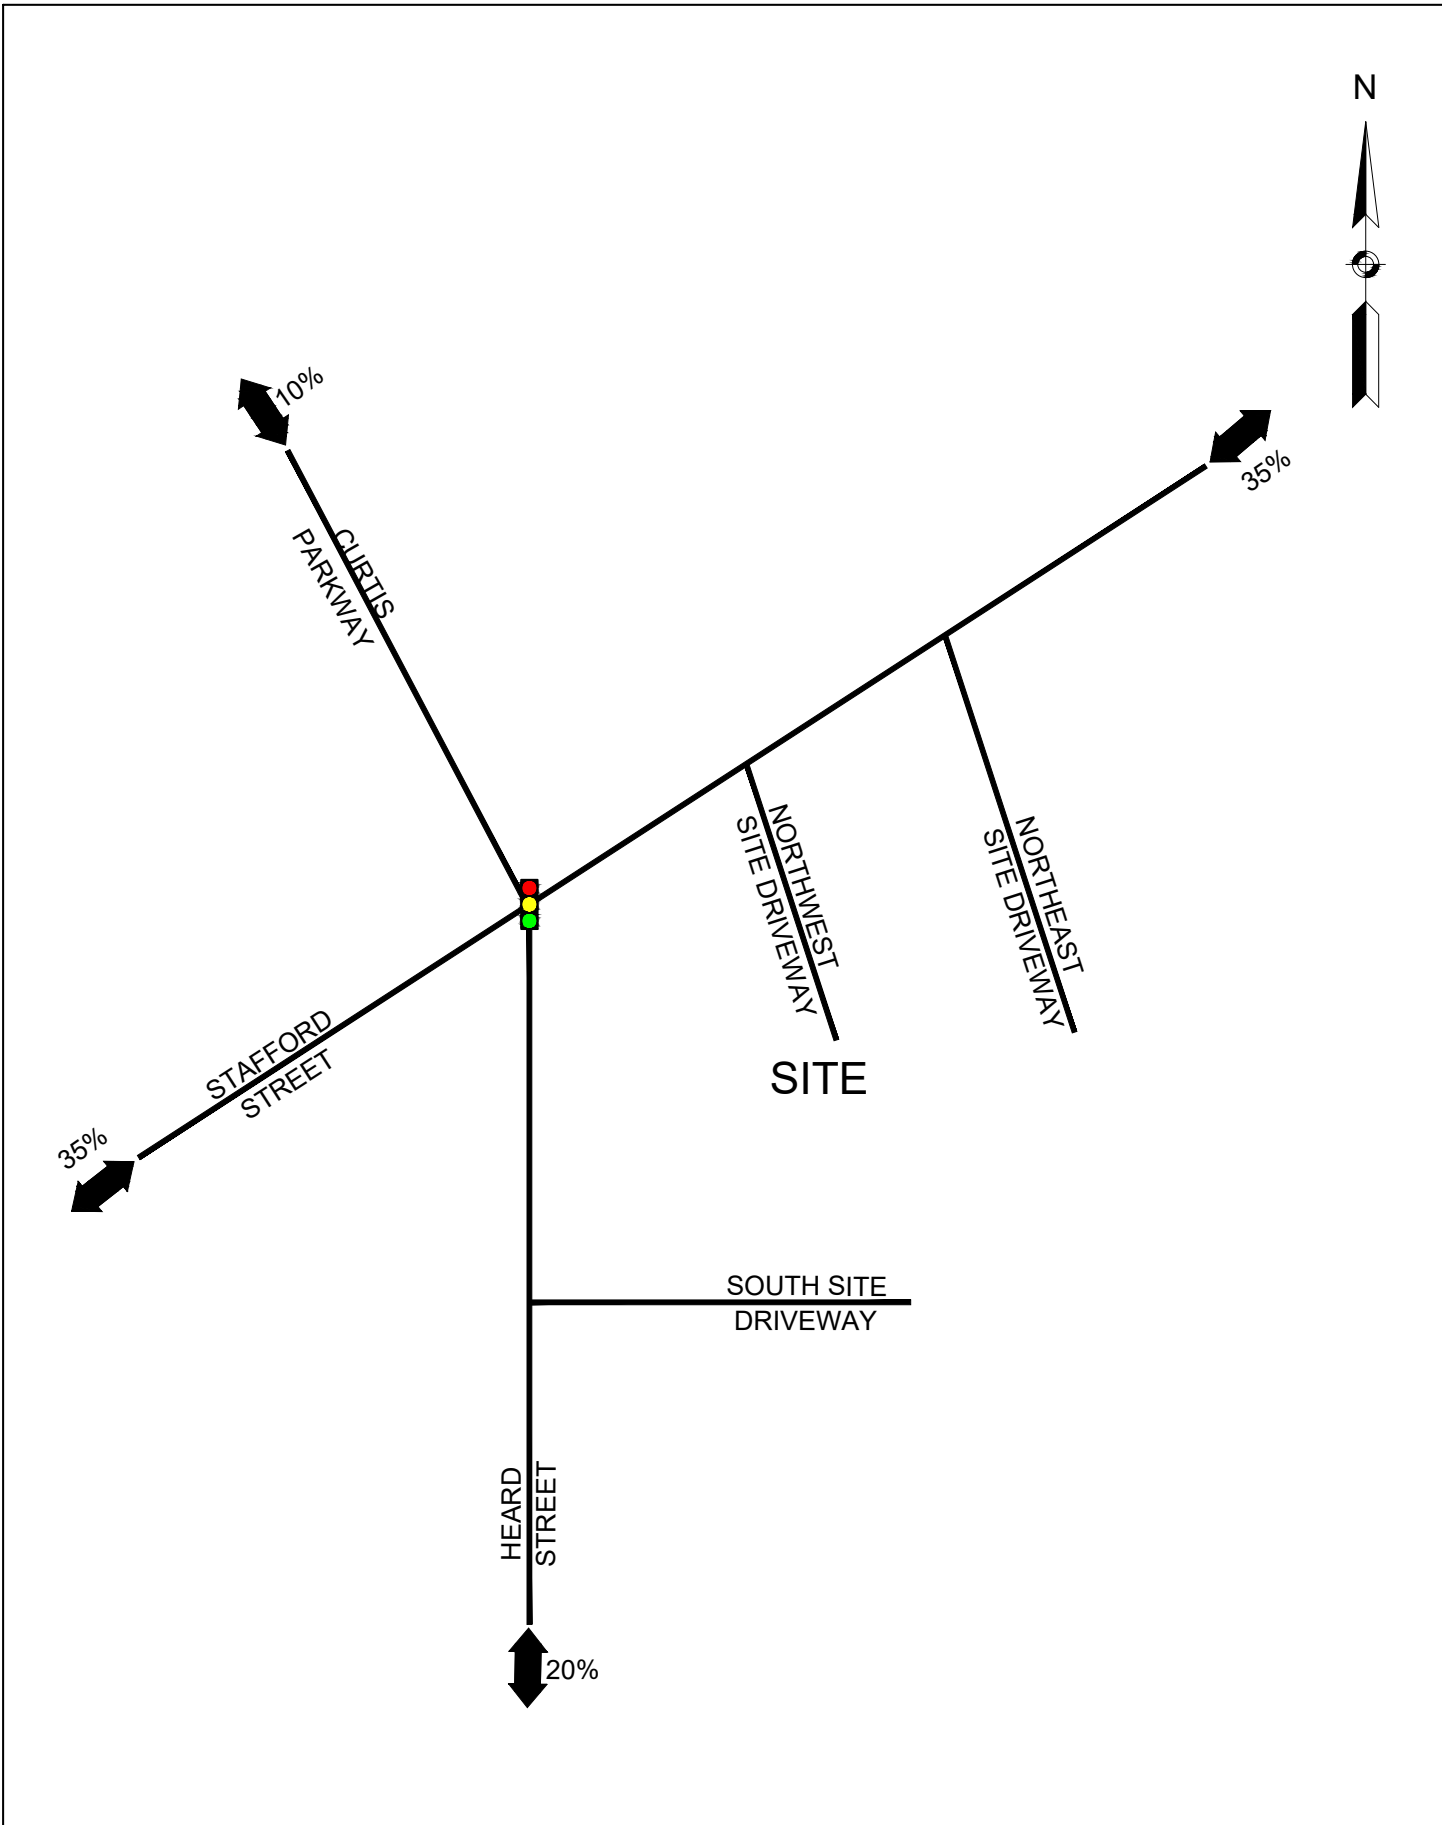 N
10%
35%
CURTIS
PARKWAY
NORTHWEST
SITE DRIVEWAY
NORTHEAST
SITE DRIVEWAY
STAFFORD
STREET
SITE
35%
SOUTH SITE
DRIVEWAY
HEARD
STREET
20%